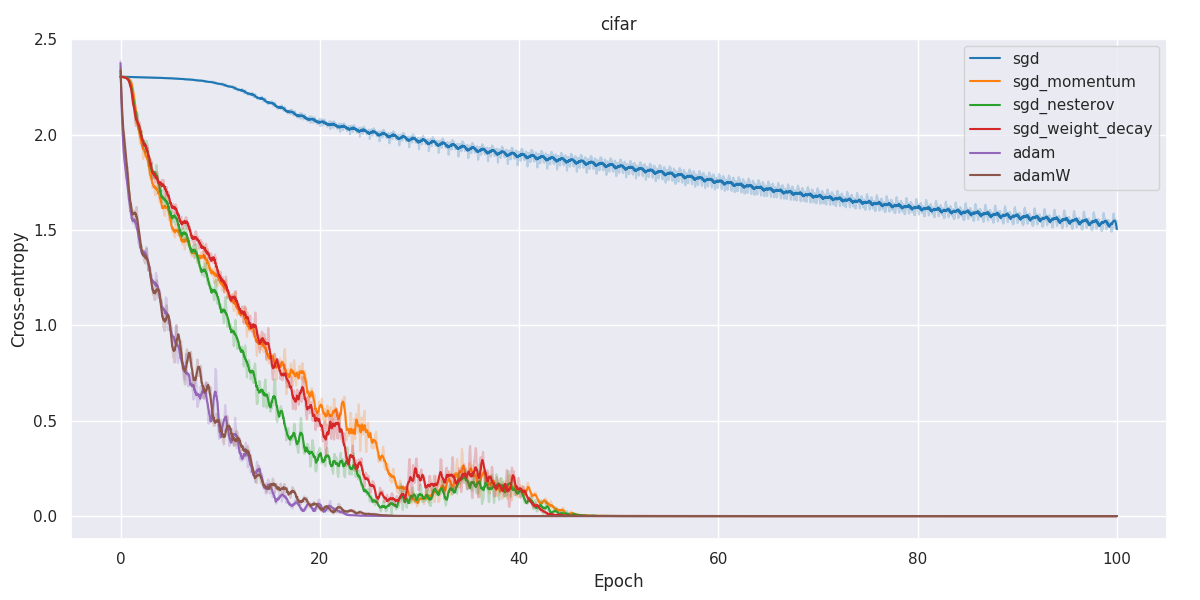 cifar
2.5
2.0
1.5
1.0
0.5
0.0
Cross-entropy
0
20
40
60
80
100
Epoch
sgd
sgd_momentum
sgd_nesterov
sgd_weight_decay
adam
adamW